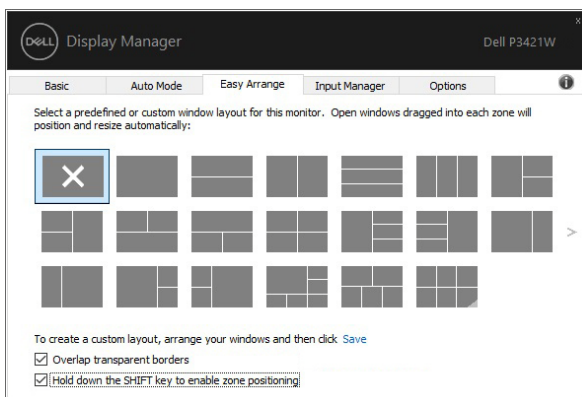 DELL Display Manager Dell P3421W
x
Basic Auto Mode Easy Arrange Input Manager Options
Select a predefined or custom window layout for this monitor. Open windows dragged into each zone will
position and resize automatically:
>
To create a custom layout, arrange your windows and then click Save
Overlap transparent borders
Hold down the SHIFT key to enable zone positioning